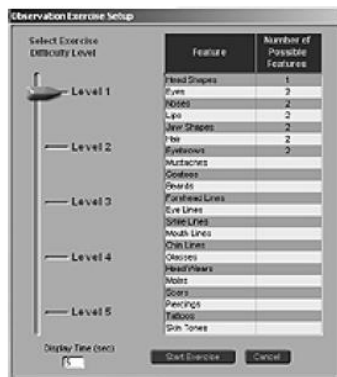 Observation Exercise Setup
Select Exercise
Difficulty Level
Level 1
Level 2
Level 3
Level 4
Level 5
Display Time (sec)
Feature
Number of
Possible
Features
Head Shapes 1
Eyes
Noses 2
Lips 2
Jaw Shapes 2
Hair 2
Eyebrows
Mustaches
Goatees
Beards
Forehead Lines
Eye Lines
Smile Lines
Mouth Lines
Chin Lines
Glasses
Head Wears
Moles
Scars
Piercings
Tattoos
Skin Tones
Start Exercise
Cancel